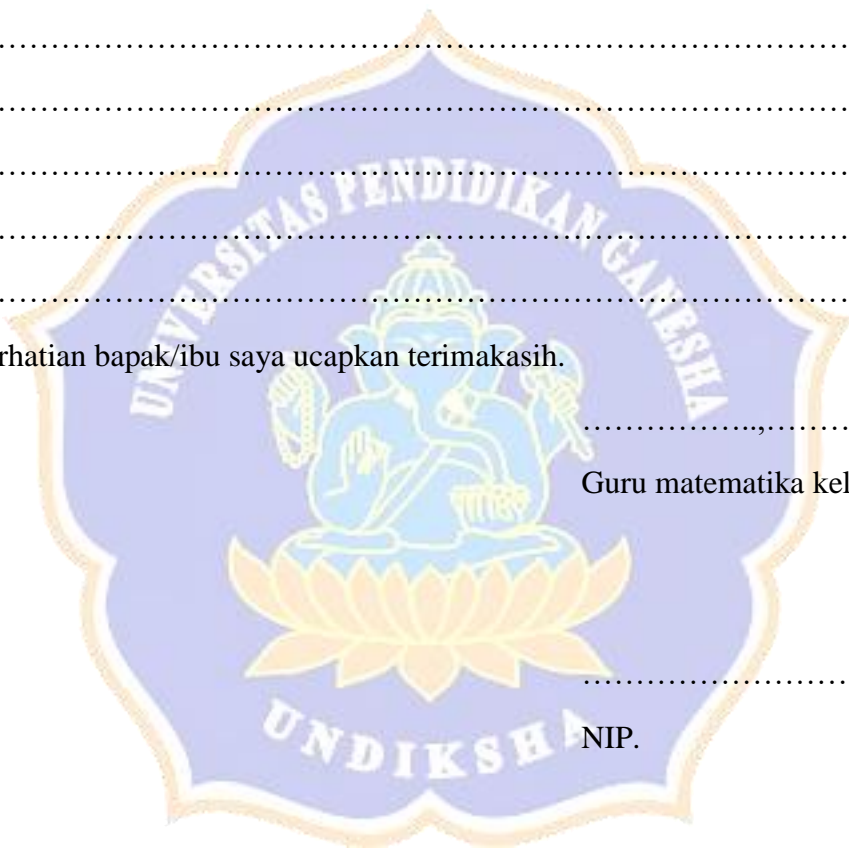 ……………………………………………………………………………………
……………………………………………………………………………………
……………………………………………………………………………………
UNIVERSITAS PENDIDIKAN GANESHA
……………………………………………………………………………………
……………………………………………………………………………………
rhatian bapak/ibu saya ucapkan terimakasih.
……………..,………
Guru matematika kel
………………………
UNDIKSHA
NIP.